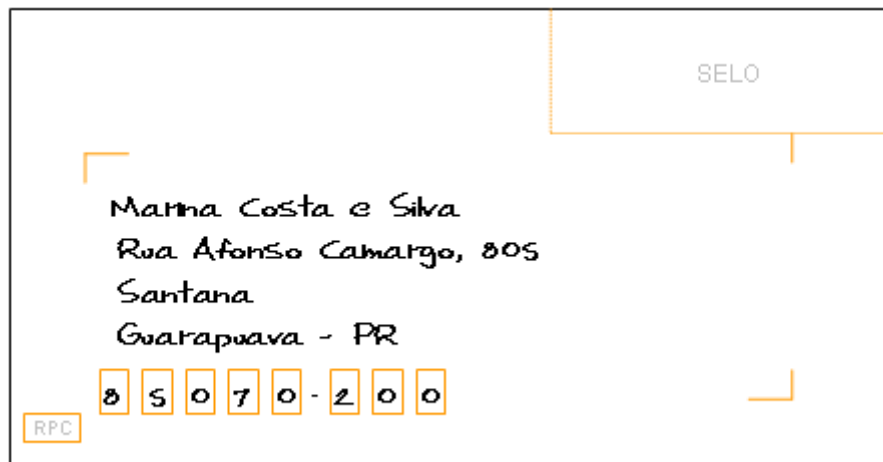 SELO
Marina Costa e Silva
Rua Afonso Camargo, 805
Santana
Guarapuava - PR
85070-200
RPC